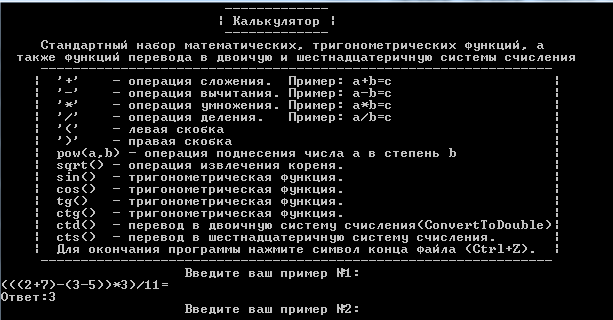 Калькулятор
Стандартный набор математических, тригонометрических функций, а
также функций перевода в двоичую и шестнадцатеричную системы счисления
'+' - операция сложения. Пример: a+b=c
'-' - операция вычитания. Пример: a-b=c
'*' - операция умножения. Пример: a*b=c
'/' - операция деления. Пример: a/b=c
'(' - левая скобка
')' - правая скобка
pow(a,b) - операция поднесения числа a в степень b
sqrt() - операция извлечения кореня.
sin() - тригонометрическая функция.
cos() - тригонометрическая функция.
tg() - тригонометрическая функция.
ctg() - тригонометрическая функция.
ctd() - перевод в двоичную систему счисления(ConvertToDouble)
cts() - перевод в шестнадцатеричную систему счисления.
Для окончания программы нажмите символ конца файла (Ctrl+Z).
Введите ваш пример №1:
(((2+7)-(3-5))*3)/11=
Ответ:3
Введите ваш пример №2: